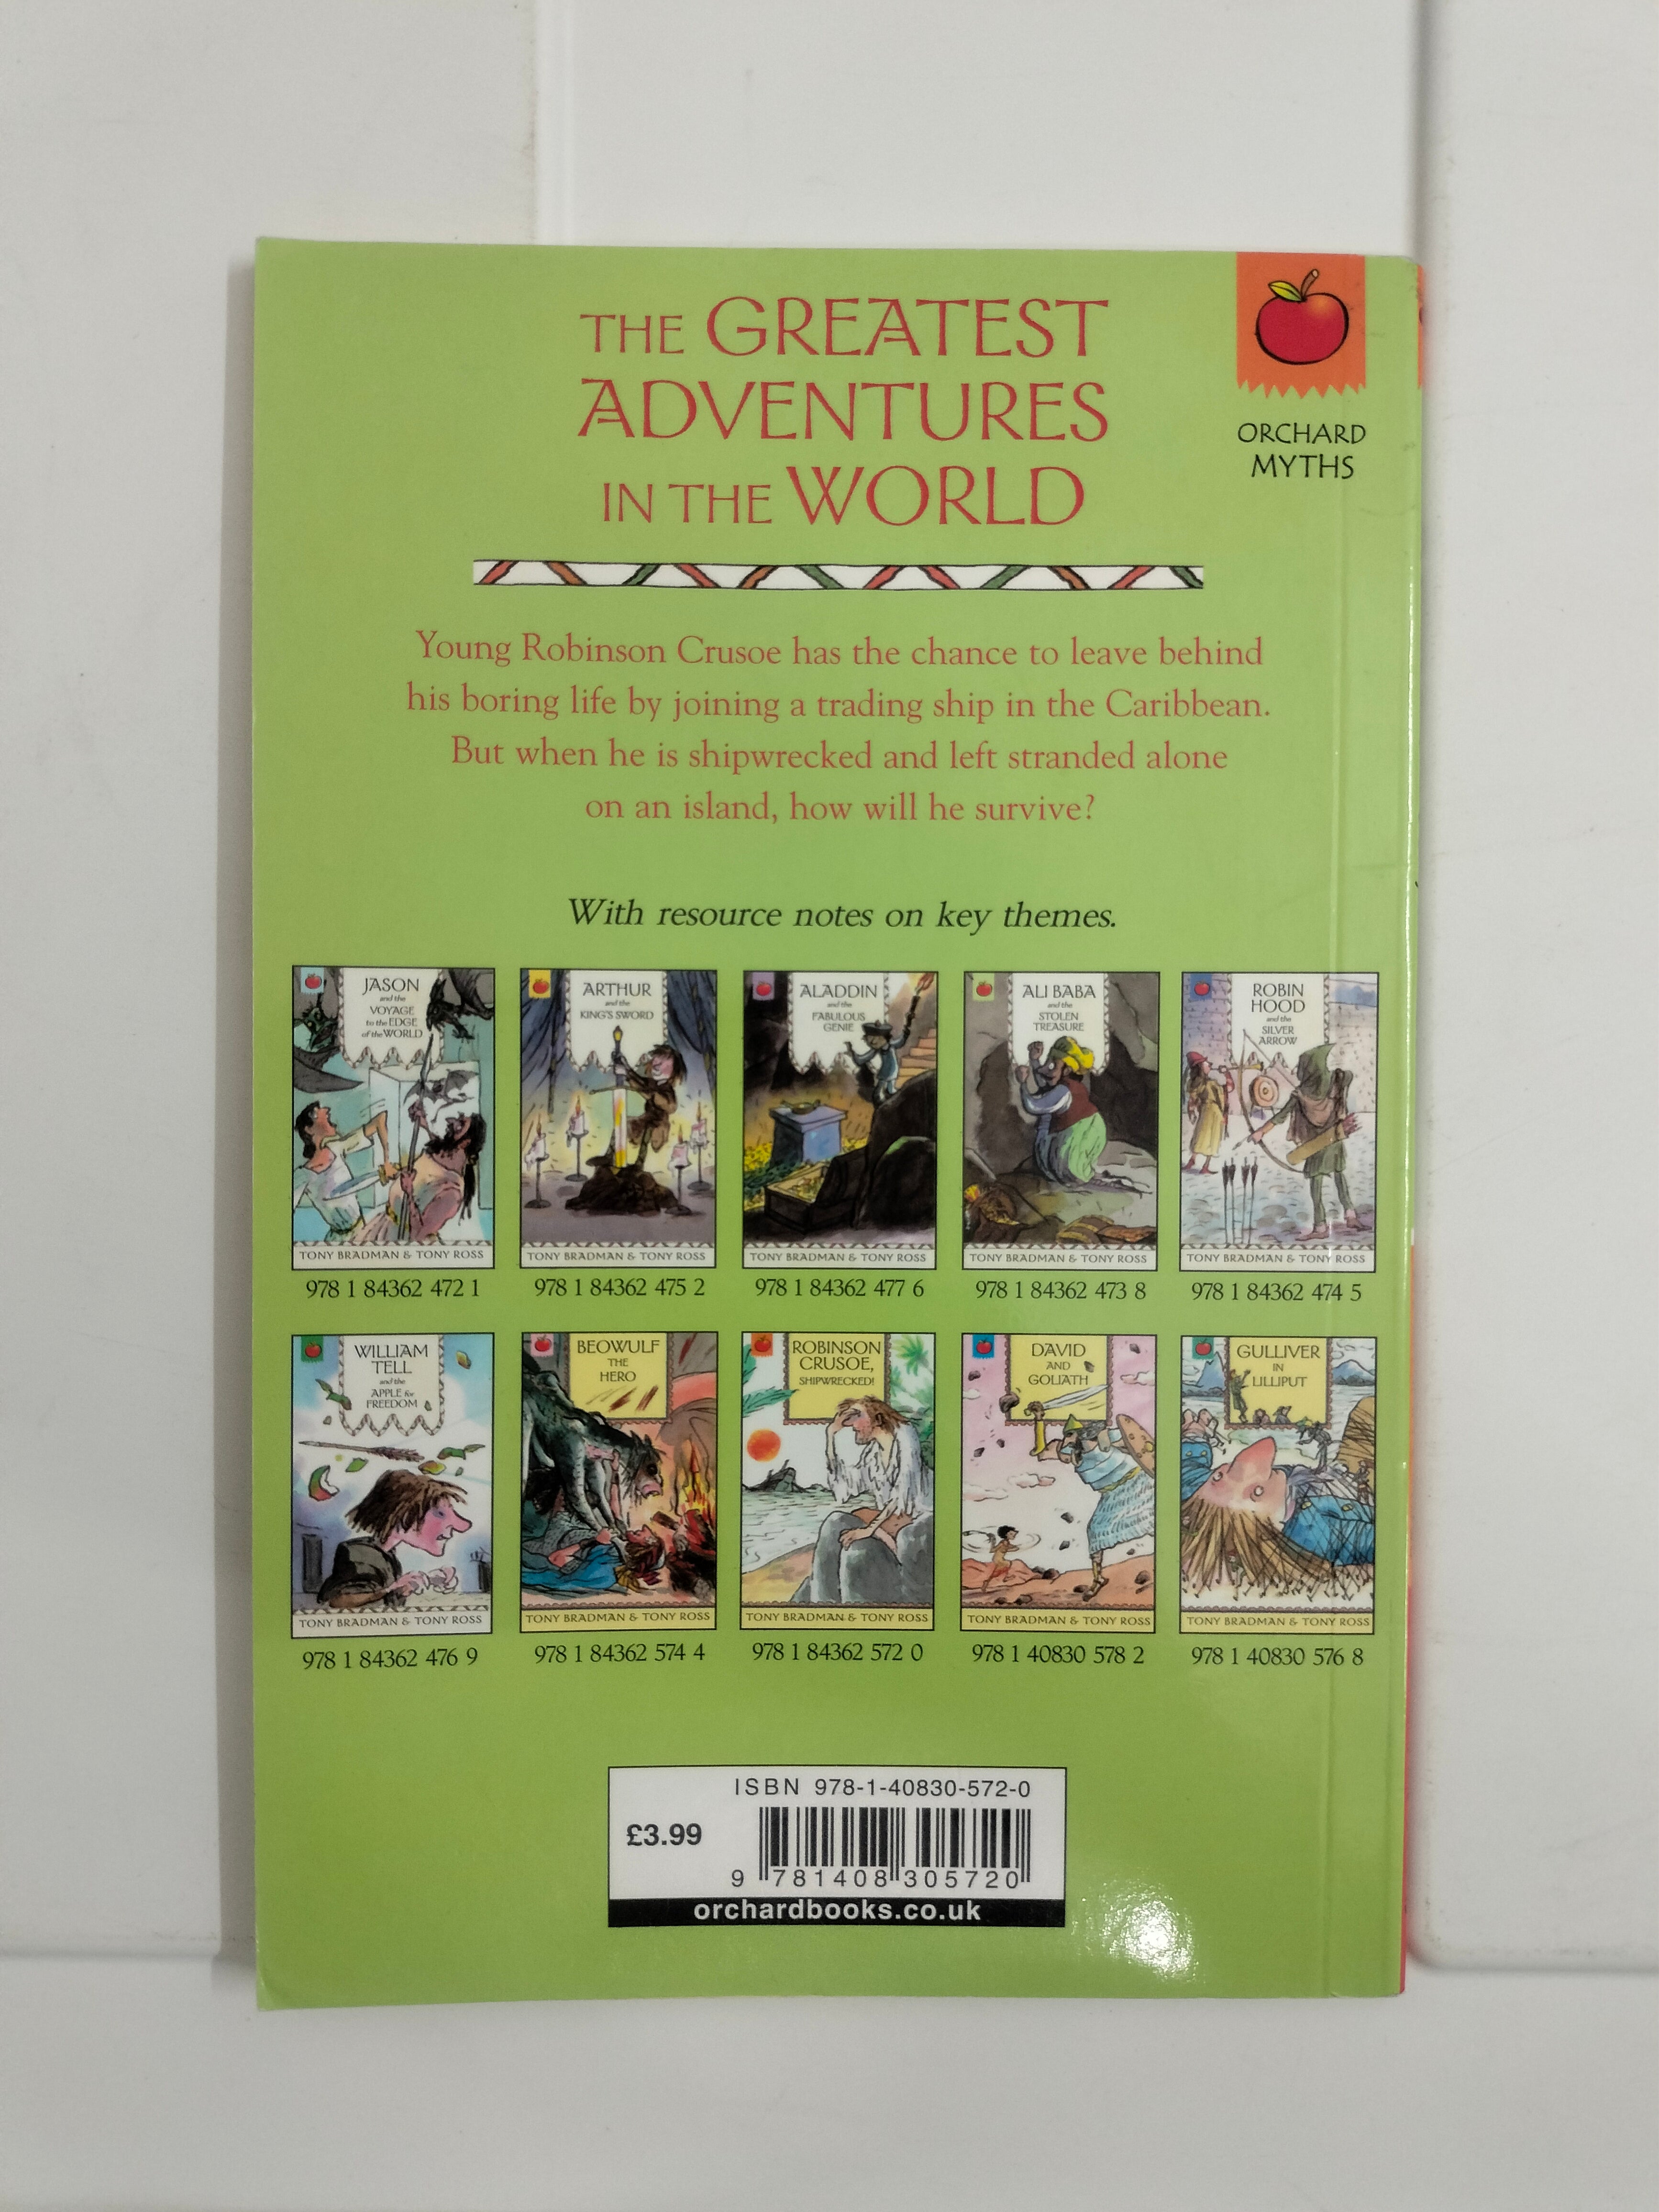 THE GREATEST
ADVENTURES
IN THE WORLD
ORCHARD
MYTHS
Young Robinson Crusoe has the chance to leave behind
his boring life by joining a trading ship in the Caribbean.
But when he is shipwrecked and left stranded alone
on an island, how will he survive?
With resource notes on key themes.
JASON
and the
VOYAGE
to the EDGE
of the WORLD
TONY BRADMAN & TONY ROSS
978 1 84362 472 1
ARTHUR
and the
KING'S SWORD
TONY BRADMAN & TONY ROSS
978 1 84362 475 2
ALADDIN
and the
FABULOUS
GENIE
TONY BRADMAN & TONY ROSS
978 1 84362 477 6
ALI BABA
and the
STOLEN
TREASURE
TONY BRADMAN & TONY ROSS
978 1 84362 473 8
ROBIN
HOOD
and the
SILVER
ARROW
TONY BRADMAN & TONY ROSS
978 1 84362 474 5
WILLIAM
TELL
and the
APPLE for
FREEDOM
TONY BRADMAN & TONY ROSS
978 1 84362 476 9
BEOWULF
THE
HERO
TONY BRADMAN & TONY ROSS
978 1 84362 574 4
ROBINSON
CRUSOE,
SHIPWRECKED!
TONY BRADMAN & TONY ROSS
978 1 84362 572 0
DAVID
AND
GOLIATH
TONY BRADMAN & TONY ROSS
978 1 40830 578 2
GULLIVER
IN
LILLIPUT
TONY BRADMAN & TONY ROSS
978 1 40830 576 8
ISBN 978-1-40830-572-0
£3.99
9 781408 305720
orchardbooks.co.uk